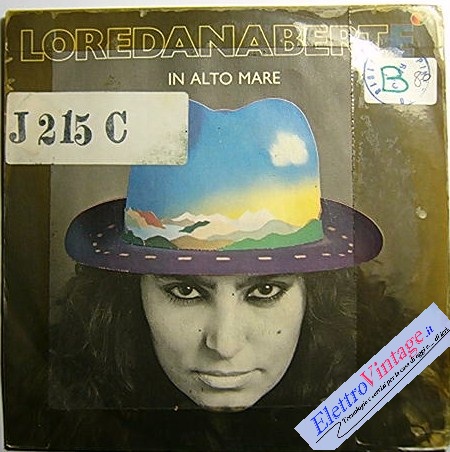 LOREDANABERTE
IN ALTO MARE
J 215 C
B
ElettroVintage.it